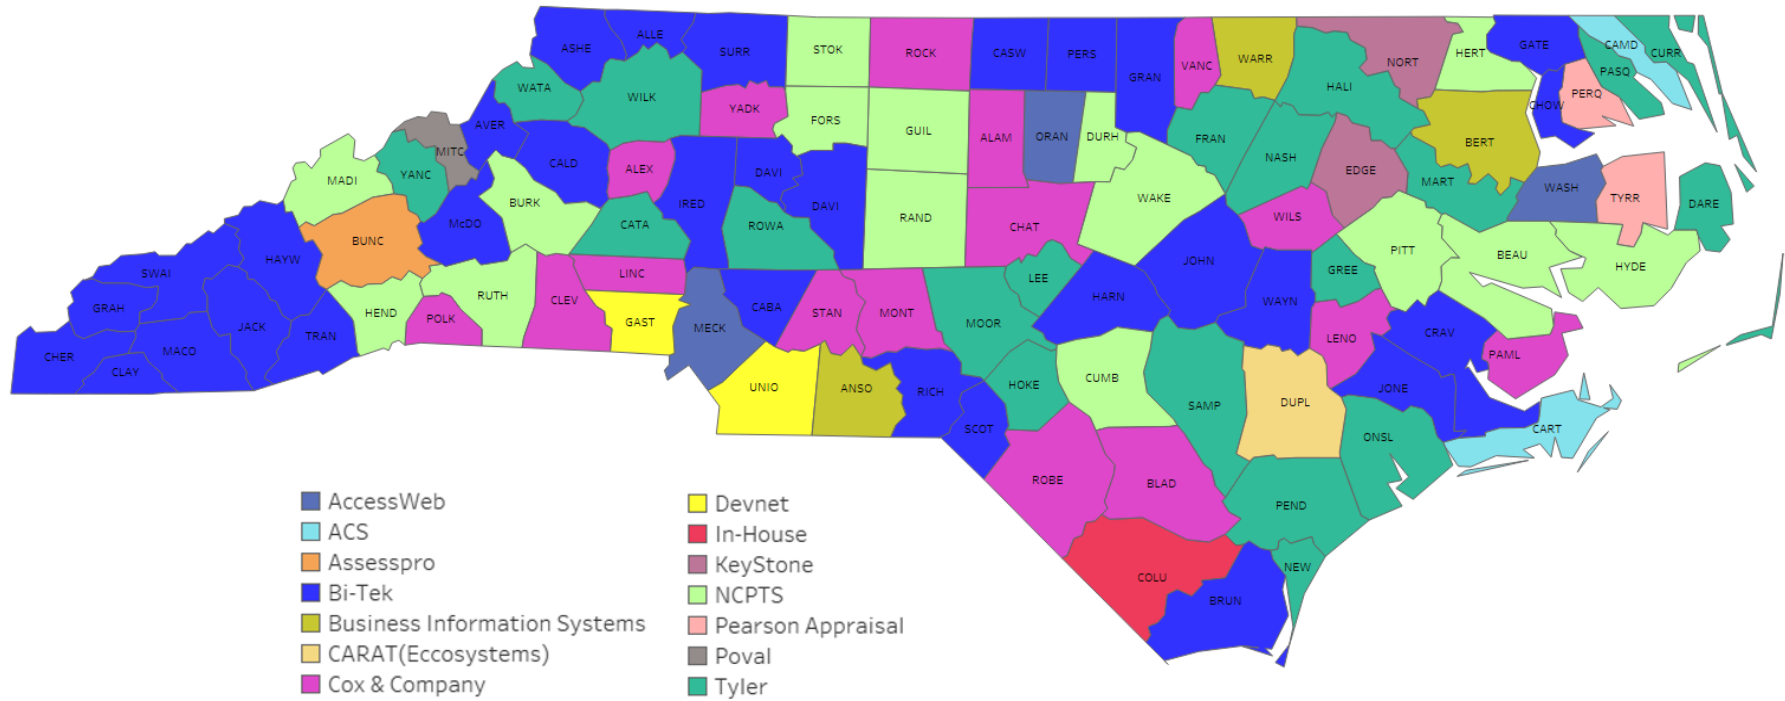 ASHE
ALLE
SURR
STOK
ROCK
CASW
PERS
GRAN
VANC
WARR
NORT
HERT
GATE
CAMD
CURR
PASQ
WATA
WILK
YADK
FORS
GUIL
ALAM
ORAN
DURH
FRAN
HALI
BERT
CHOW
PERQ
MITC
AVER
CALD
ALEX
IRED
DAVI
DAVI
RAND
CHAT
WAKE
NASH
EDGE
MART
WASH
TYRR
DARE
MADI
YANC
McDO
BURK
CATA
ROWA
WILS
PITT
BEAU
HYDE
SWAI
HAYW
BUNC
RUTH
CLEV
LINC
GAST
MECK
CABA
STAN
MONT
MOOR
LEE
HARN
JOHN
WAYN
GREE
LENO
CRAV
PAML
GRAH
CHER
CLAY
MACO
JACK
TRAN
HEND
POLK
UNIO
ANSO
RICH
SCOT
HOKE
CUMB
SAMP
DUPL
JONE
ONSL
CART
ROBE
BLAD
PEND
NEW
COLU
BRUN
AccessWeb
ACS
Assesspro
Bi-Tek
Business Information Systems
CARAT(Eccosystems)
Cox & Company
Devnet
In-House
KeyStone
NCPTS
Pearson Appraisal
Poval
Tyler